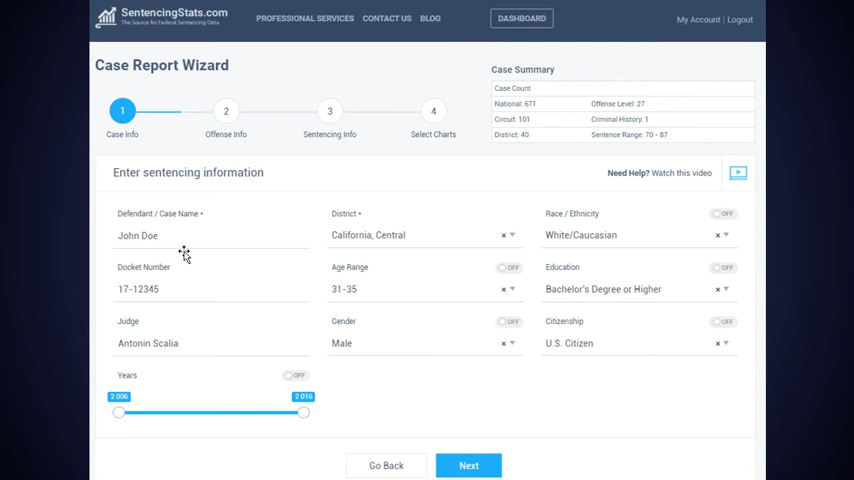 SentencingStats.com
The Source for Federal Sentencing Data
PROFESSIONAL SERVICES CONTACT US BLOG
DASHBOARD
My Account | Logout
Case Report Wizard
1
2
3
4
Case Info
Offense Info
Sentencing Info
Select Charts
Case Summary
Case Count
National: 671 Offense Level: 27
Circuit: 101 Criminal History: 1
District: 40 Sentence Range: 70 - 87
Enter sentencing information
Need Help? Watch this video
Defendant / Case Name •
John Doe
District •
California, Central
Race / Ethnicity
OFF
White/Caucasian
Docket Number
17-12345
Age Range
OFF
31-35
Education
OFF
Bachelor's Degree or Higher
Judge
Antonin Scalia
Gender
OFF
Male
Citizenship
OFF
U.S. Citizen
Years
OFF
2 006
2 016
Go Back
Next